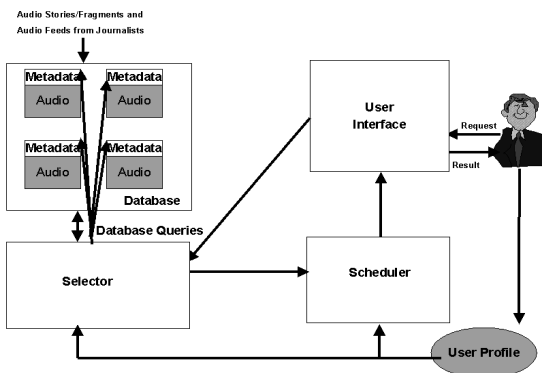 Audio Stories/Fragments and
Audio Feeds from Journalists
Metadata
Audio
Metadata
Audio
Metadata
Audio
Metadata
Audio
Database
Database Queries
Selector
User
Interface
Request
Result
Scheduler
User Profile